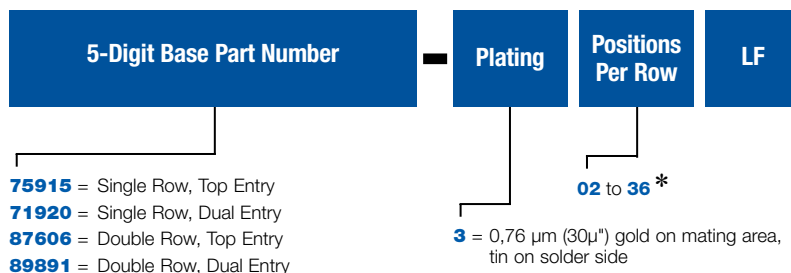 5-Digit Base Part Number
-
Plating
Positions
Per Row
LF
75915 = Single Row, Top Entry
71920 = Single Row, Dual Entry
87606 = Double Row, Top Entry
89891 = Double Row, Dual Entry
02 to 36 *
3 = 0,76 µm (30µ") gold on mating area,
tin on solder side